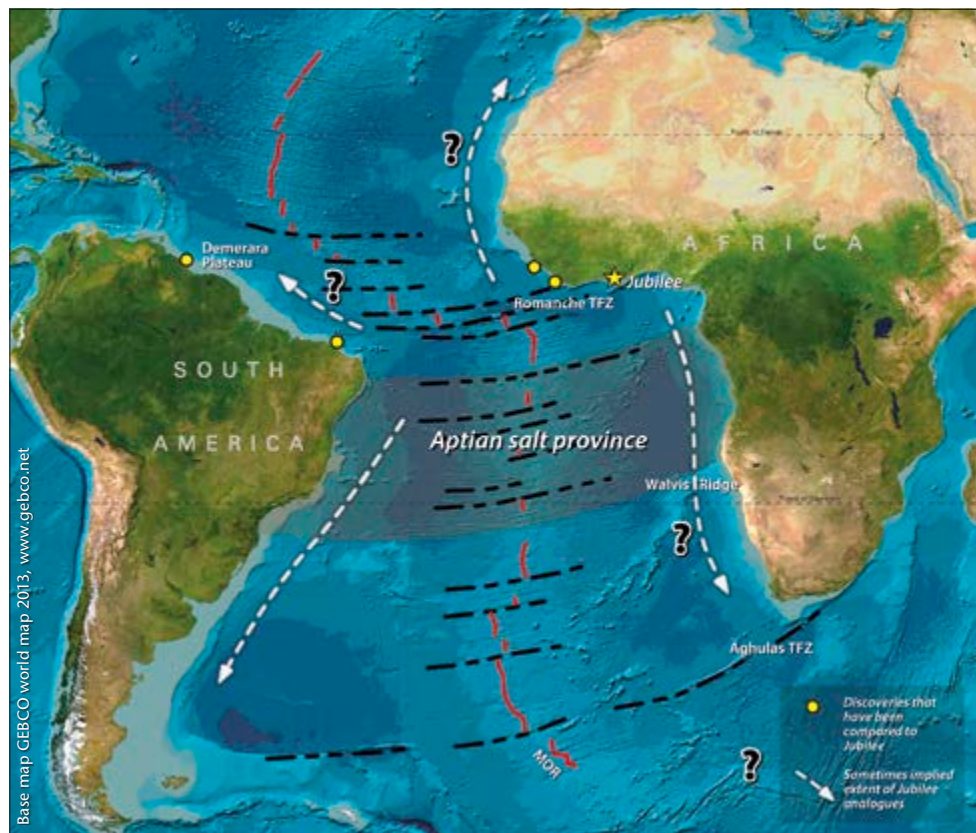 ?
AFRICA
Demerara
Plateau
?
Jubilee
Romanche TFZ
SOUTH
AMERICA
Aptian salt province
Walvis Ridge
?
Aghulas TFZ
MOR
?
Discoveries that
have been
compared to
Jubilee
Sometimes implied
extent of Jubilee
analogues
Base map GEBCO world map 2013, www.gebco.net